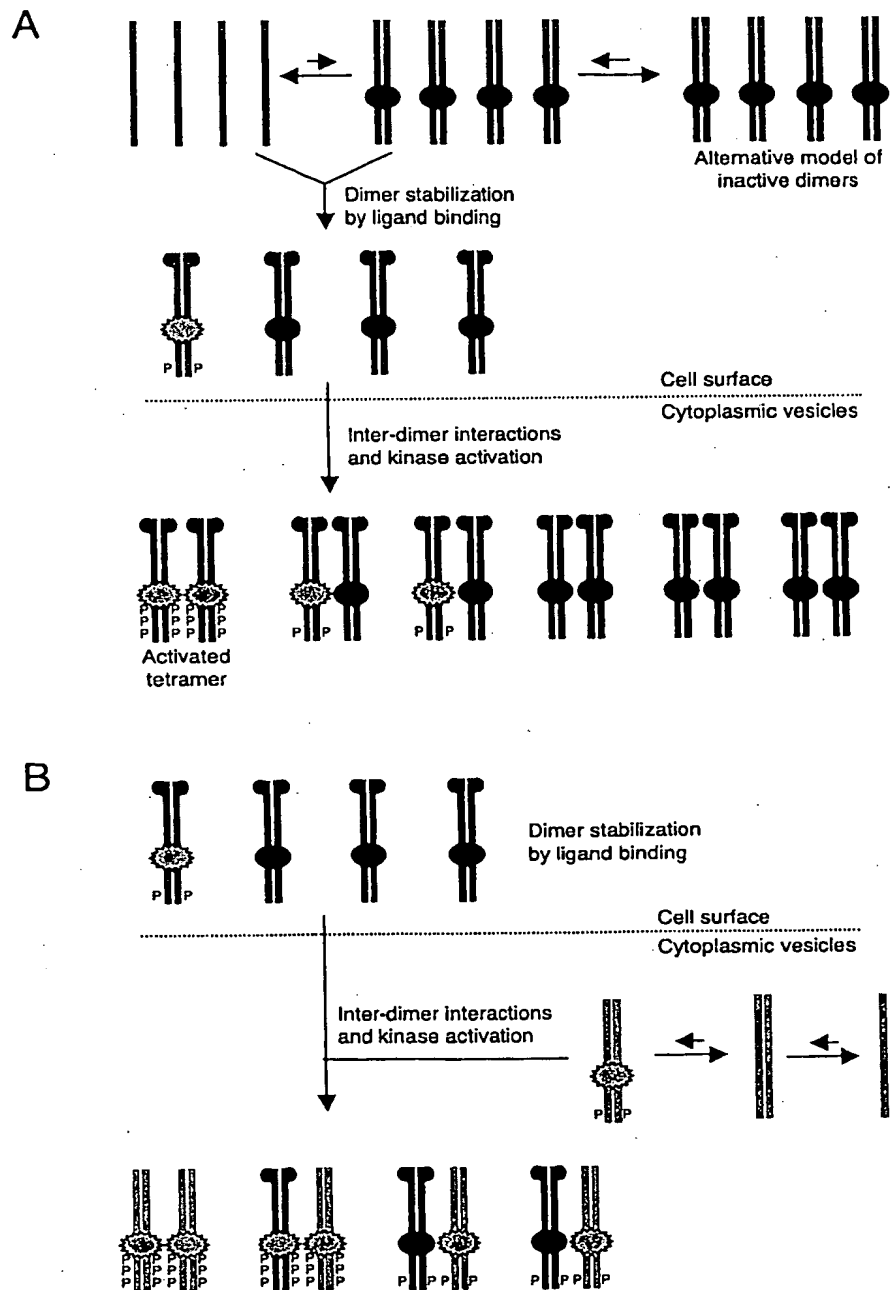 A
Alternative model of
inactive dimers
Dimer stabilization
by ligand binding
P P
Cell surface
Cytoplasmic vesicles
Inter-dimer interactions
and kinase activation
P P P P
P P P P P P P P
P P P P
Activated
tetramer
B
Dimer stabilization
by ligand binding
P P
Cell surface
Cytoplasmic vesicles
Inter-dimer interactions
and kinase activation
P P
P P P P P P P P
P P P P P P P P
P P P P P P P P P P P P